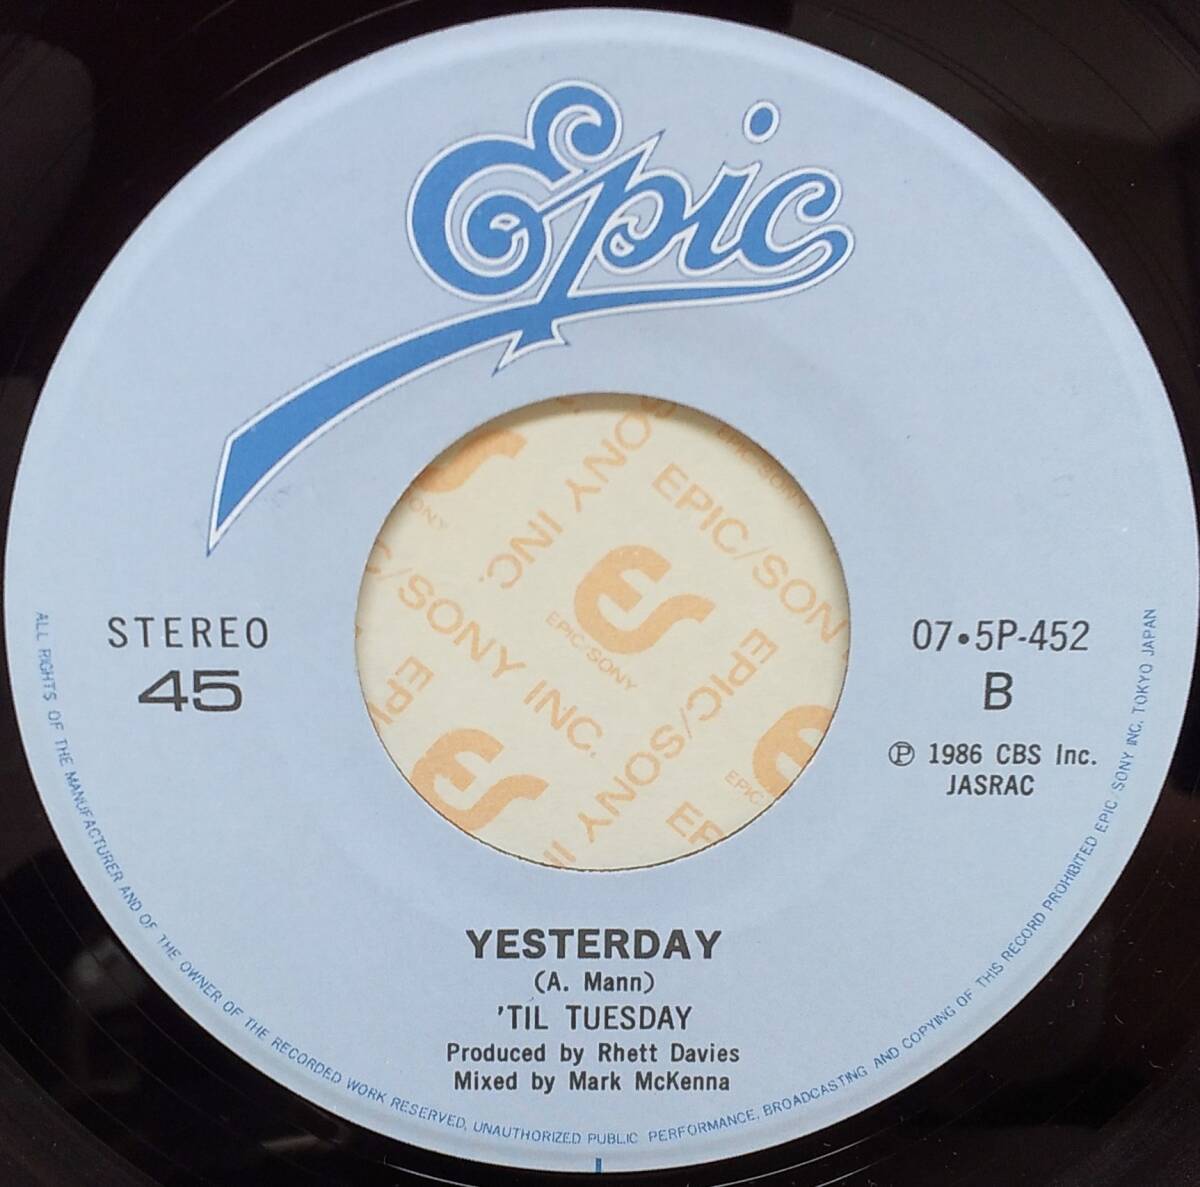 Epic
STEREO
45
07•5P-452
B
Ⓟ 1986 CBS Inc.
JASRAC
YESTERDAY
(A. Mann)
'TIL TUESDAY
Produced by Rhett Davies
Mixed by Mark McKenna
ALL RIGHTS OF THE MANUFACTURER AND OF THE OWNER OF THE RECORDED WORK RESERVED, UNAUTHORIZED PUBLIC PERFORMANCE, BROADCASTING AND COPYING OF THIS RECORD PROHIBITED EPIC/SONY INC. TOKYO JAPAN
SONY INC.
EPIC/SONY
EPIC/SON
EPIC/SONY
C/SONY INC.
EPIC/SONY
EPIC